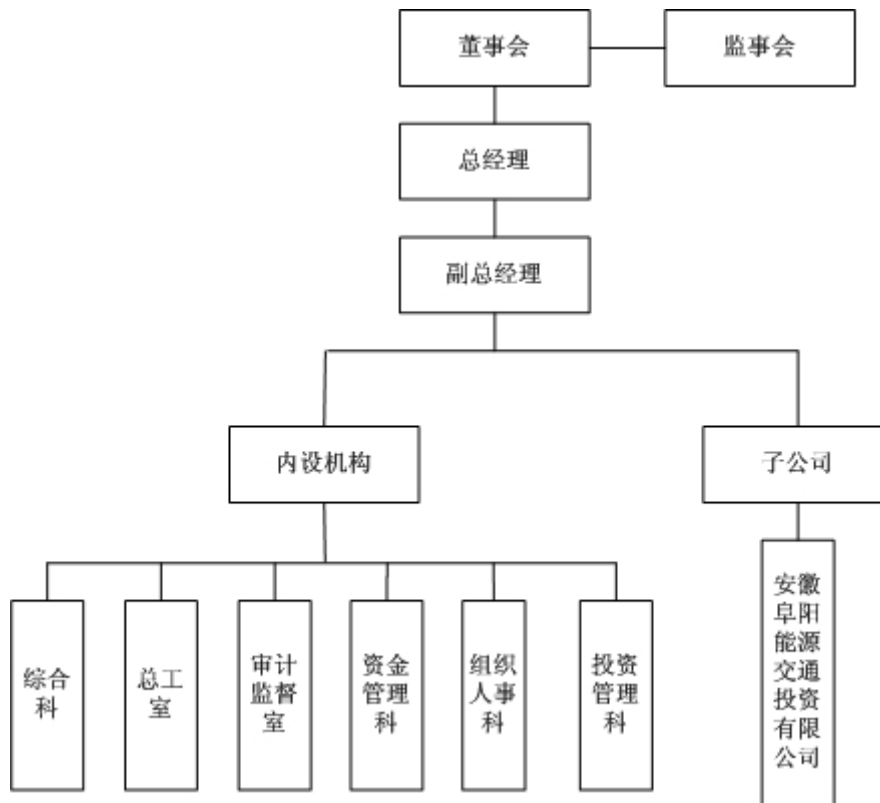 董事会
监事会
总经理
副总经理
内设机构
子公司
综合
科
总工
室
审计
监督
室
资金
管理
科
组织
人事
科
投资
管理
科
安徽
阜阳
能源
交通
投资
有限
公司